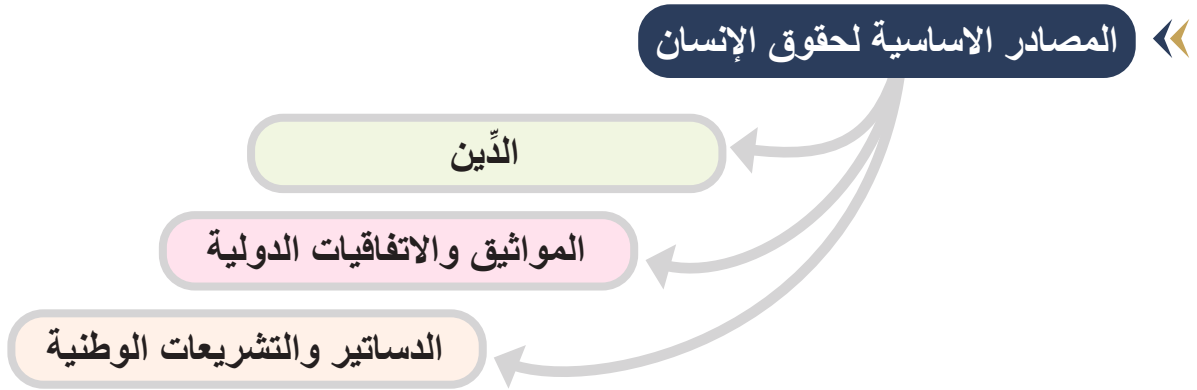 المصادر الاساسية لحقوق الإنسان
الدِّين
المواثيق والاتفاقيات الدولية
الدساتير والتشريعات الوطنية